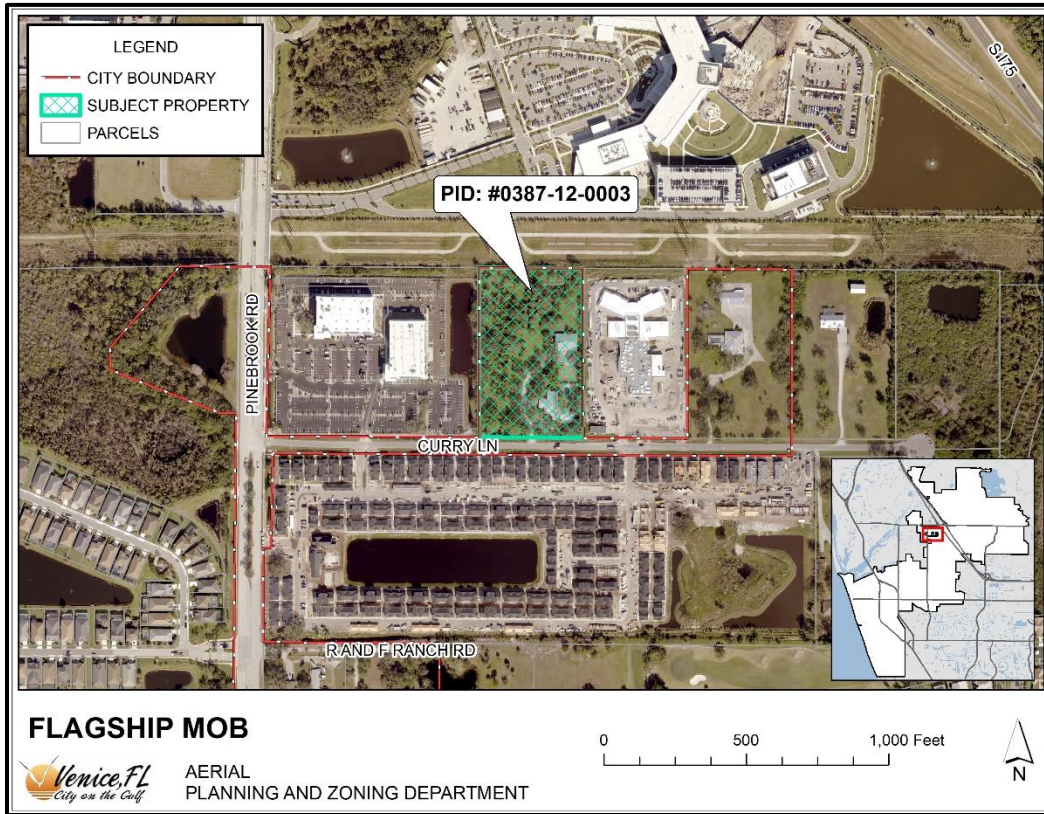 LEGEND
CITY BOUNDARY
SUBJECT PROPERTY
PARCELS
S I 75
PID: #0387-12-0003
PINEBROOK RD
CURRY LN
R AND F RANCH RD
FLAGSHIP MOB
Venice, FL
City on the Gulf
AERIAL
PLANNING AND ZONING DEPARTMENT
0 500 1,000 Feet
N